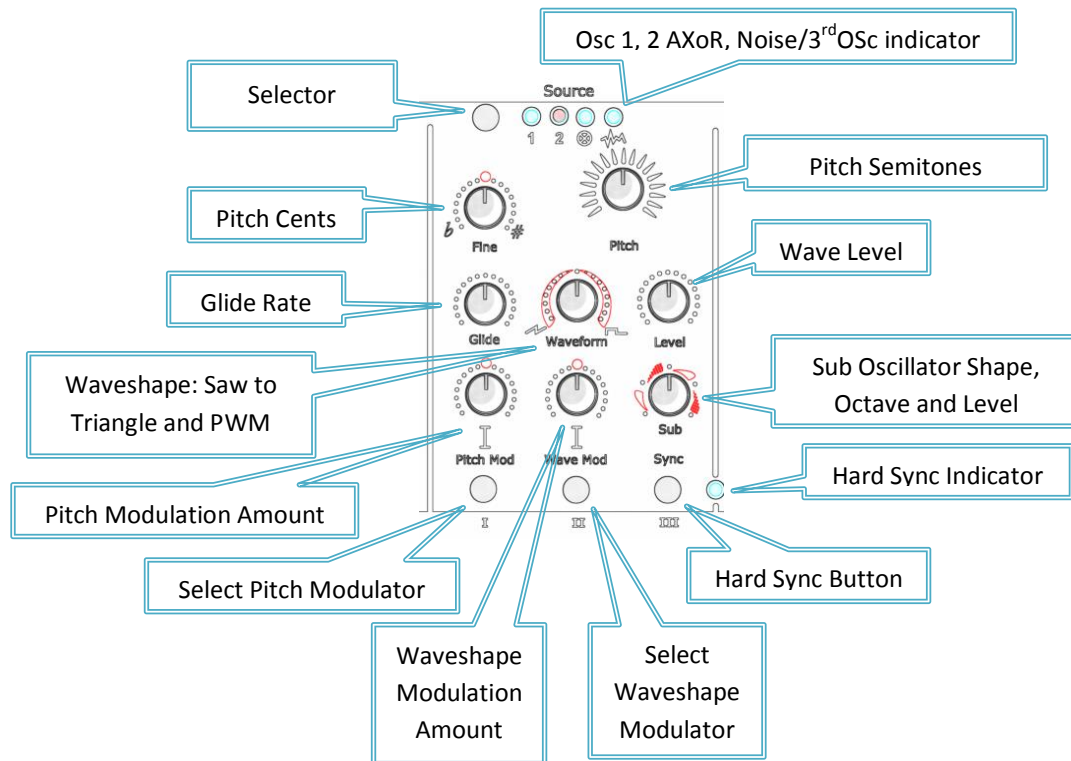 Osc 1, 2 AXoR, Noise/3rdOSc indicator
Selector
Source
1 2
Pitch Semitones
Pitch Cents
b #
Fine
Pitch
Wave Level
Glide Rate
Glide
Waveform
Level
Waveshape: Saw to
Triangle and PWM
Sub Oscillator Shape,
Octave and Level
Sub
Pitch Mod
Wave Mod
Sync
Hard Sync Indicator
Pitch Modulation Amount
I
II
III
Select Pitch Modulator
Hard Sync Button
Waveshape
Modulation
Amount
Select
Waveshape
Modulator